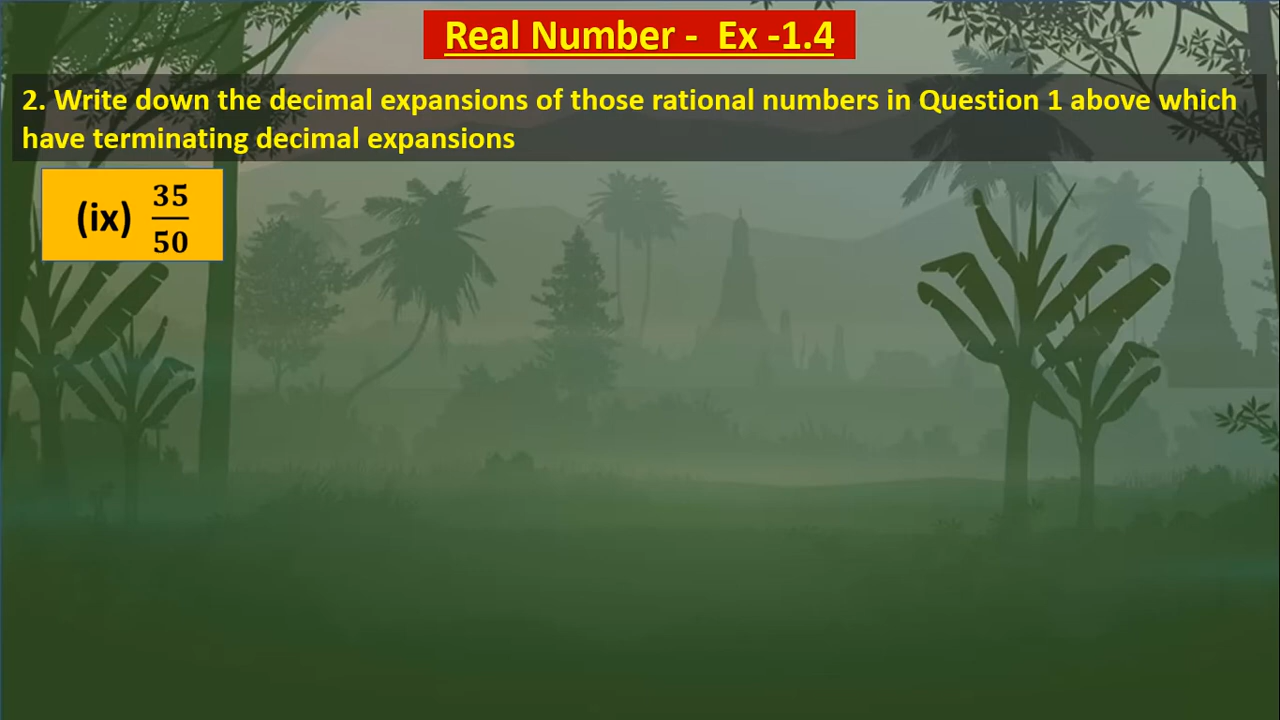 Real Number -  Ex -1.4
2. Write down the decimal expansions of those rational numbers in Question 1 above which
have terminating decimal expansions
(ix) 35/50